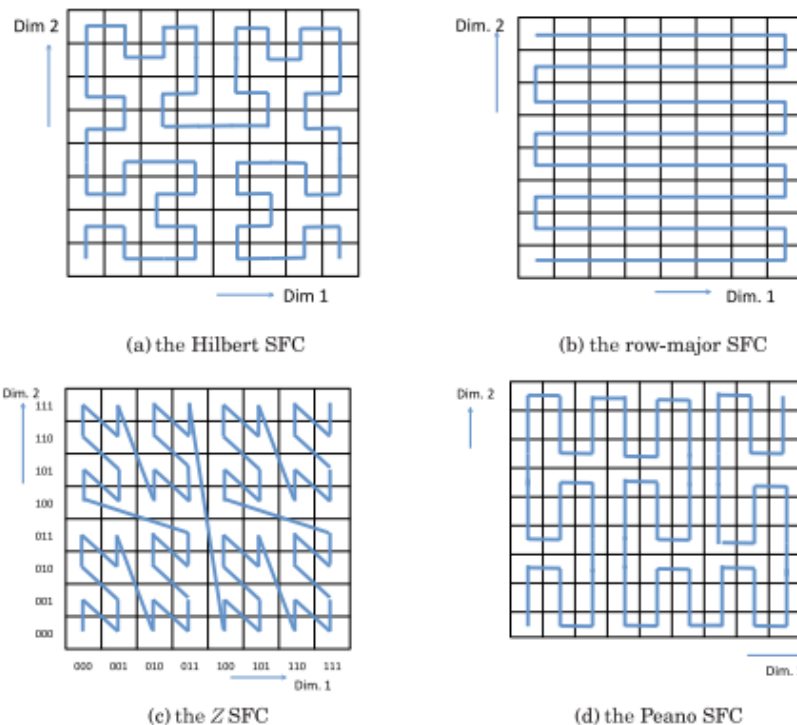 Dim 2
Dim 1
(a) the Hilbert SFC
Dim. 2
Dim. 1
(b) the row-major SFC
Dim. 2
111
110
101
100
011
010
001
000
000 001 010 011 100 101 110 111
Dim. 1
(c) the Z SFC
Dim. 2
Dim.
(d) the Peano SFC